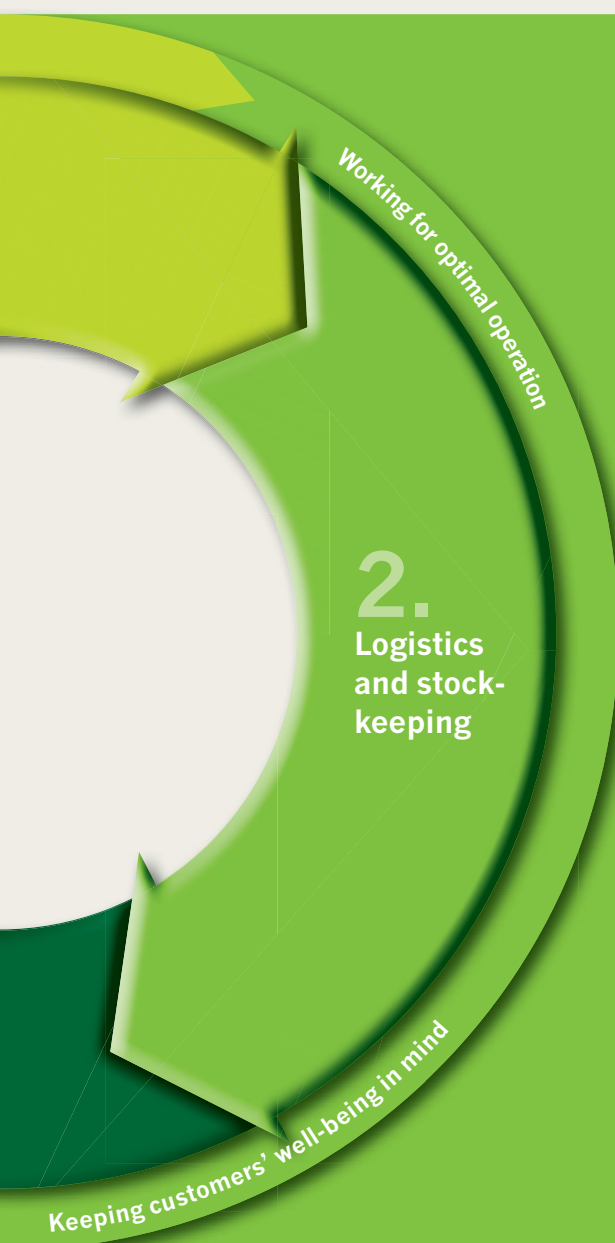 Working for optimal operation
2.
Logistics
and stock-
keeping
Keeping customers’ well-being in mind